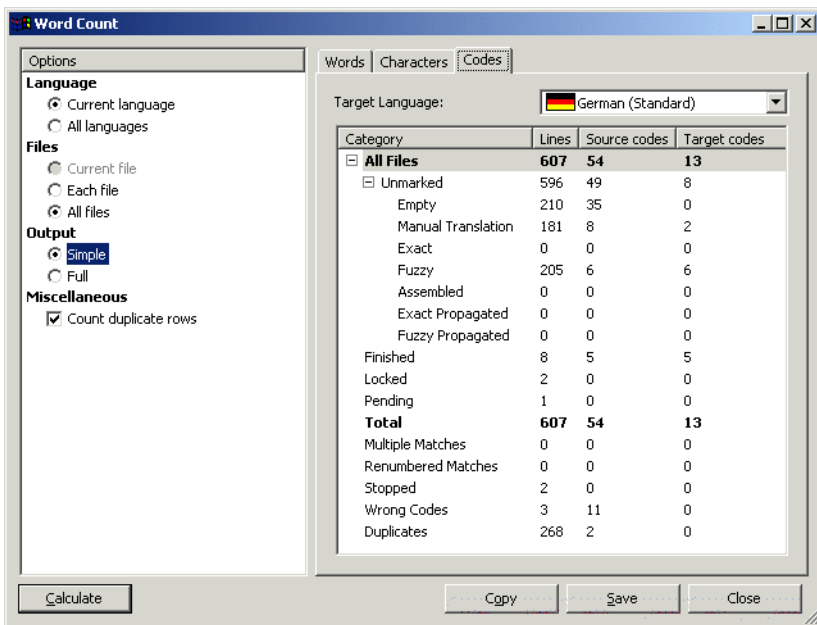 Word Count
Options
Language
Current language
All languages
Files
Current file
Each file
All files
Output
Simple
Full
Miscellaneous
Count duplicate rows
Words Characters Codes
Target Language: German (Standard)
Category Lines Source codes Target codes
All Files 607 54 13
Unmarked 596 49 8
Empty 210 35 0
Manual Translation 181 8 2
Exact 0 0 0
Fuzzy 205 6 6
Assembled 0 0 0
Exact Propagated 0 0 0
Fuzzy Propagated 0 0 0
Finished 8 5 5
Locked 2 0 0
Pending 1 0 0
Total 607 54 13
Multiple Matches 0 0 0
Renumbered Matches 0 0 0
Stopped 2 0 0
Wrong Codes 3 11 0
Duplicates 268 2 0
Calculate Copy Save Close